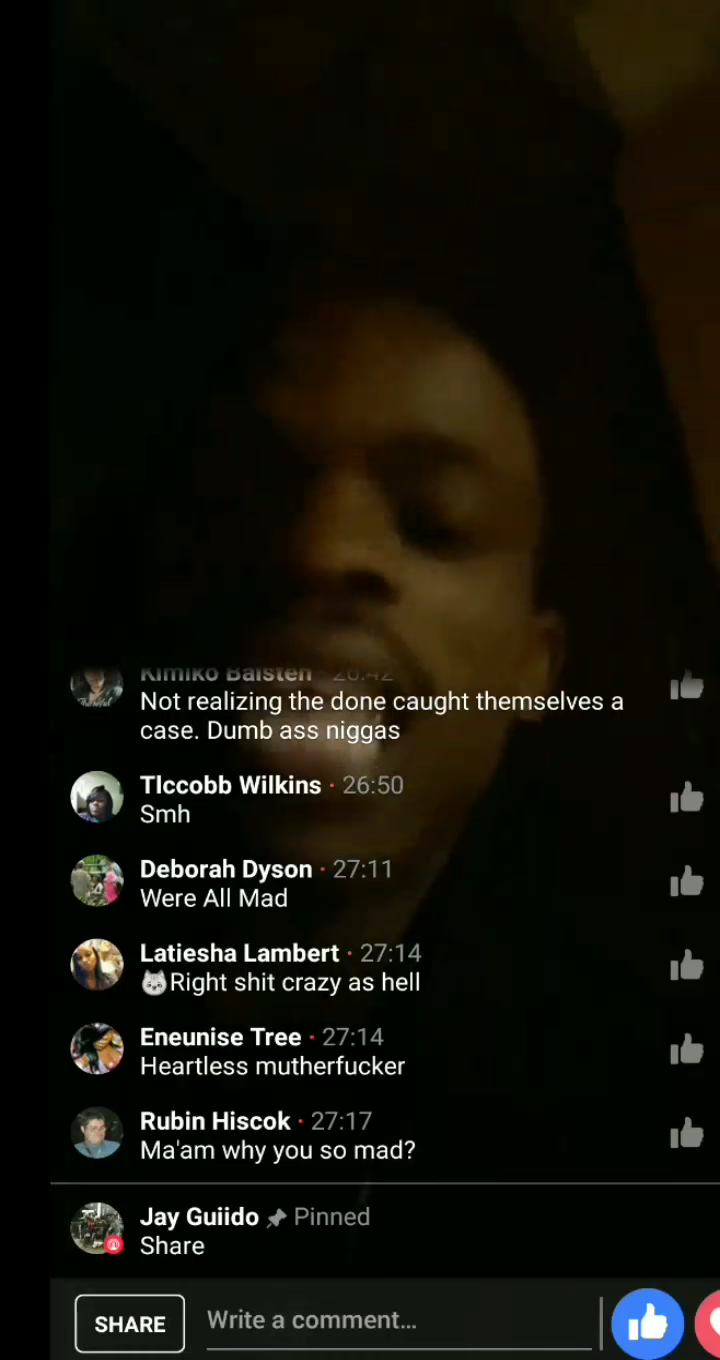 Kimiko Balsten · 26:42
Not realizing the done caught themselves a
case. Dumb ass niggas
Tlccobb Wilkins · 26:50
Smh
Deborah Dyson · 27:11
Were All Mad
Latiesha Lambert · 27:14
🐱Right shit crazy as hell
Eneunise Tree · 27:14
Heartless mutherfucker
Rubin Hiscok · 27:17
Ma'am why you so mad?
Jay Guiido Pinned
Share
SHARE Write a comment...